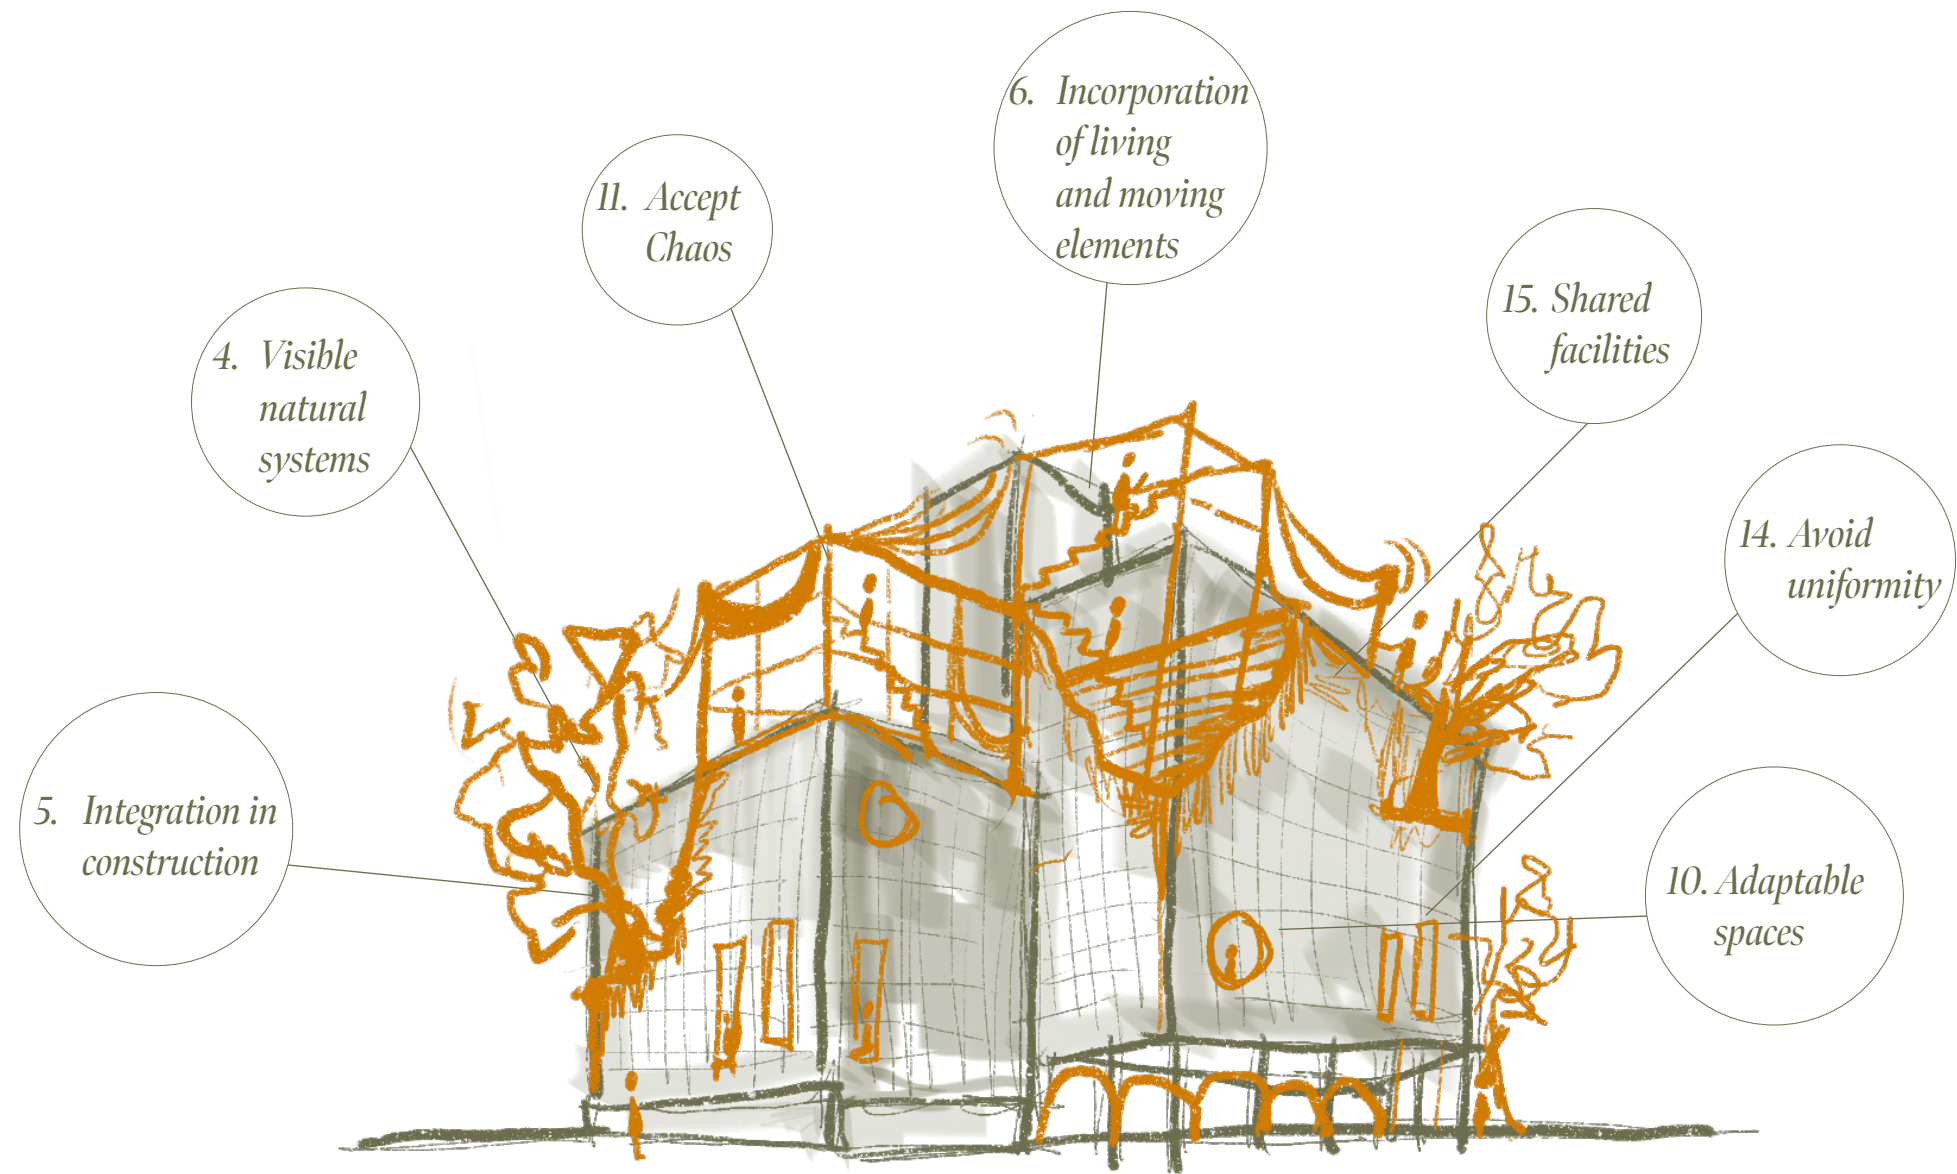 6. Incorporation
of living
and moving
elements
11. Accept
Chaos
15. Shared
facilities
4. Visible
natural
systems
14. Avoid
uniformity
5. Integration in
construction
10. Adaptable
spaces